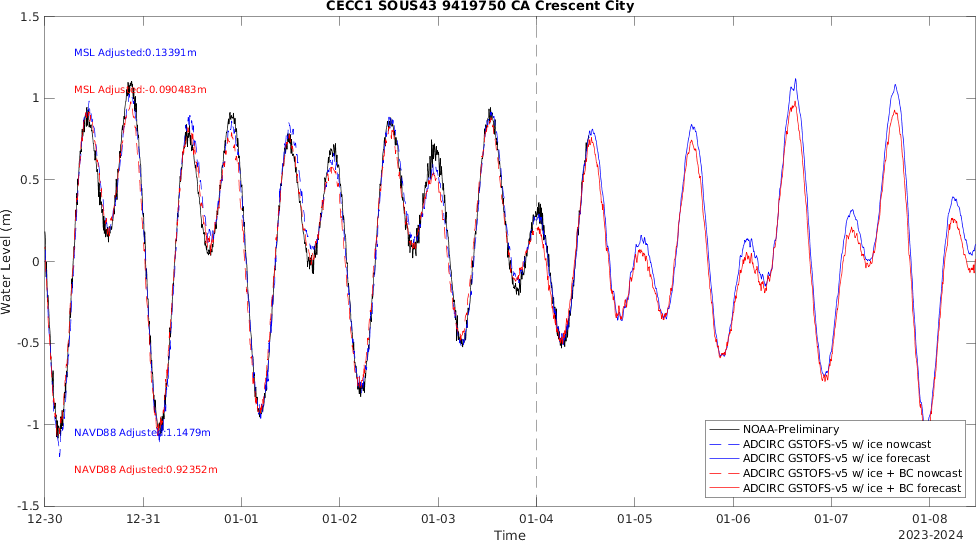 CECC1 SOUS43 9419750 CA Crescent City
1.5
1
0.5
0
-0.5
-1
-1.5
Water Level (m)
MSL Adjusted:0.13391m
MSL Adjusted:-0.090483m
NAVD88 Adjusted:1.1479m
NAVD88 Adjusted:0.92352m
NOAA-Preliminary
ADCIRC GSTOFS-v5 w/ ice nowcast
ADCIRC GSTOFS-v5 w/ ice forecast
ADCIRC GSTOFS-v5 w/ ice + BC nowcast
ADCIRC GSTOFS-v5 w/ ice + BC forecast
12-30 12-31 01-01 01-02 01-03 01-04 01-05 01-06 01-07 01-08
Time
2023-2024